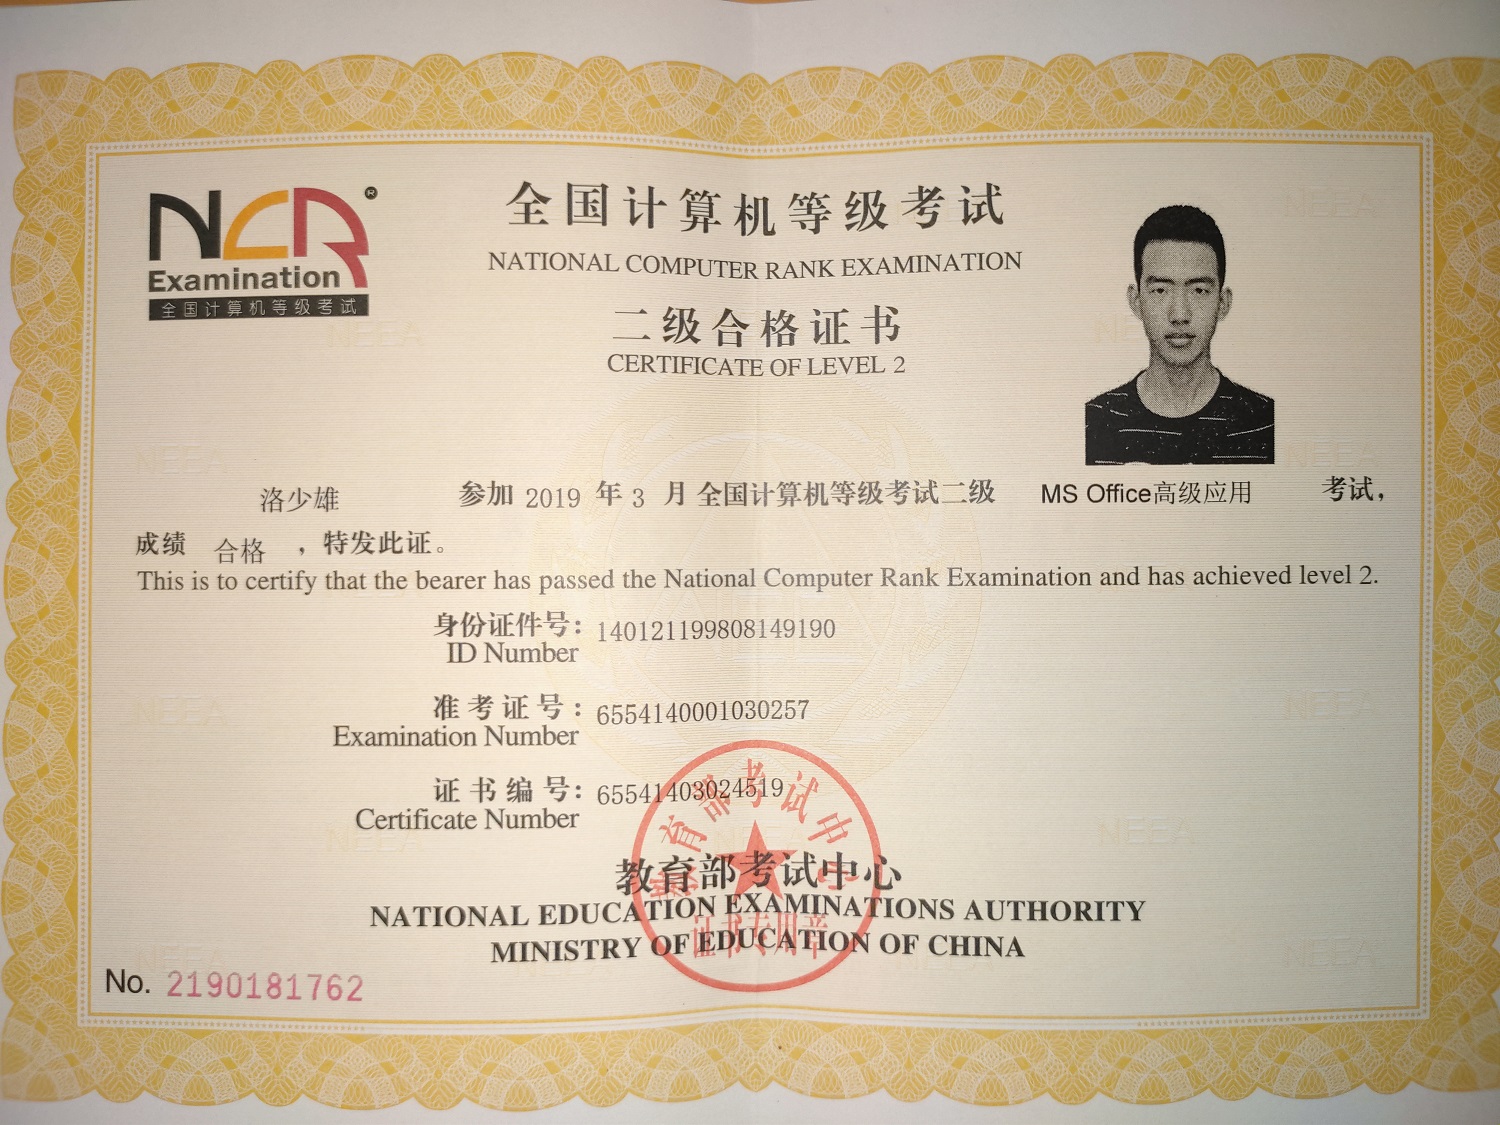 NCR®
Examination
全国计算机等级考试
全国计算机等级考试
NATIONAL COMPUTER RANK EXAMINATION
二级合格证书
CERTIFICATE OF LEVEL 2
洛少雄 参加 2019 年 3 月 全国计算机等级考试二级 MS Office高级应用 考试，
成绩 合格 ，特发此证。
This is to certify that the bearer has passed the National Computer Rank Examination and has achieved level 2.
身份证件号：140121199808149190
ID Number
准考证号：6554140001030257
Examination Number
证书编号：65541403024519
Certificate Number
教育部考试中心
NATIONAL EDUCATION EXAMINATIONS AUTHORITY
MINISTRY OF EDUCATION OF CHINA
教育部考试中心
证书专用章
No. 2190181762
NEEA